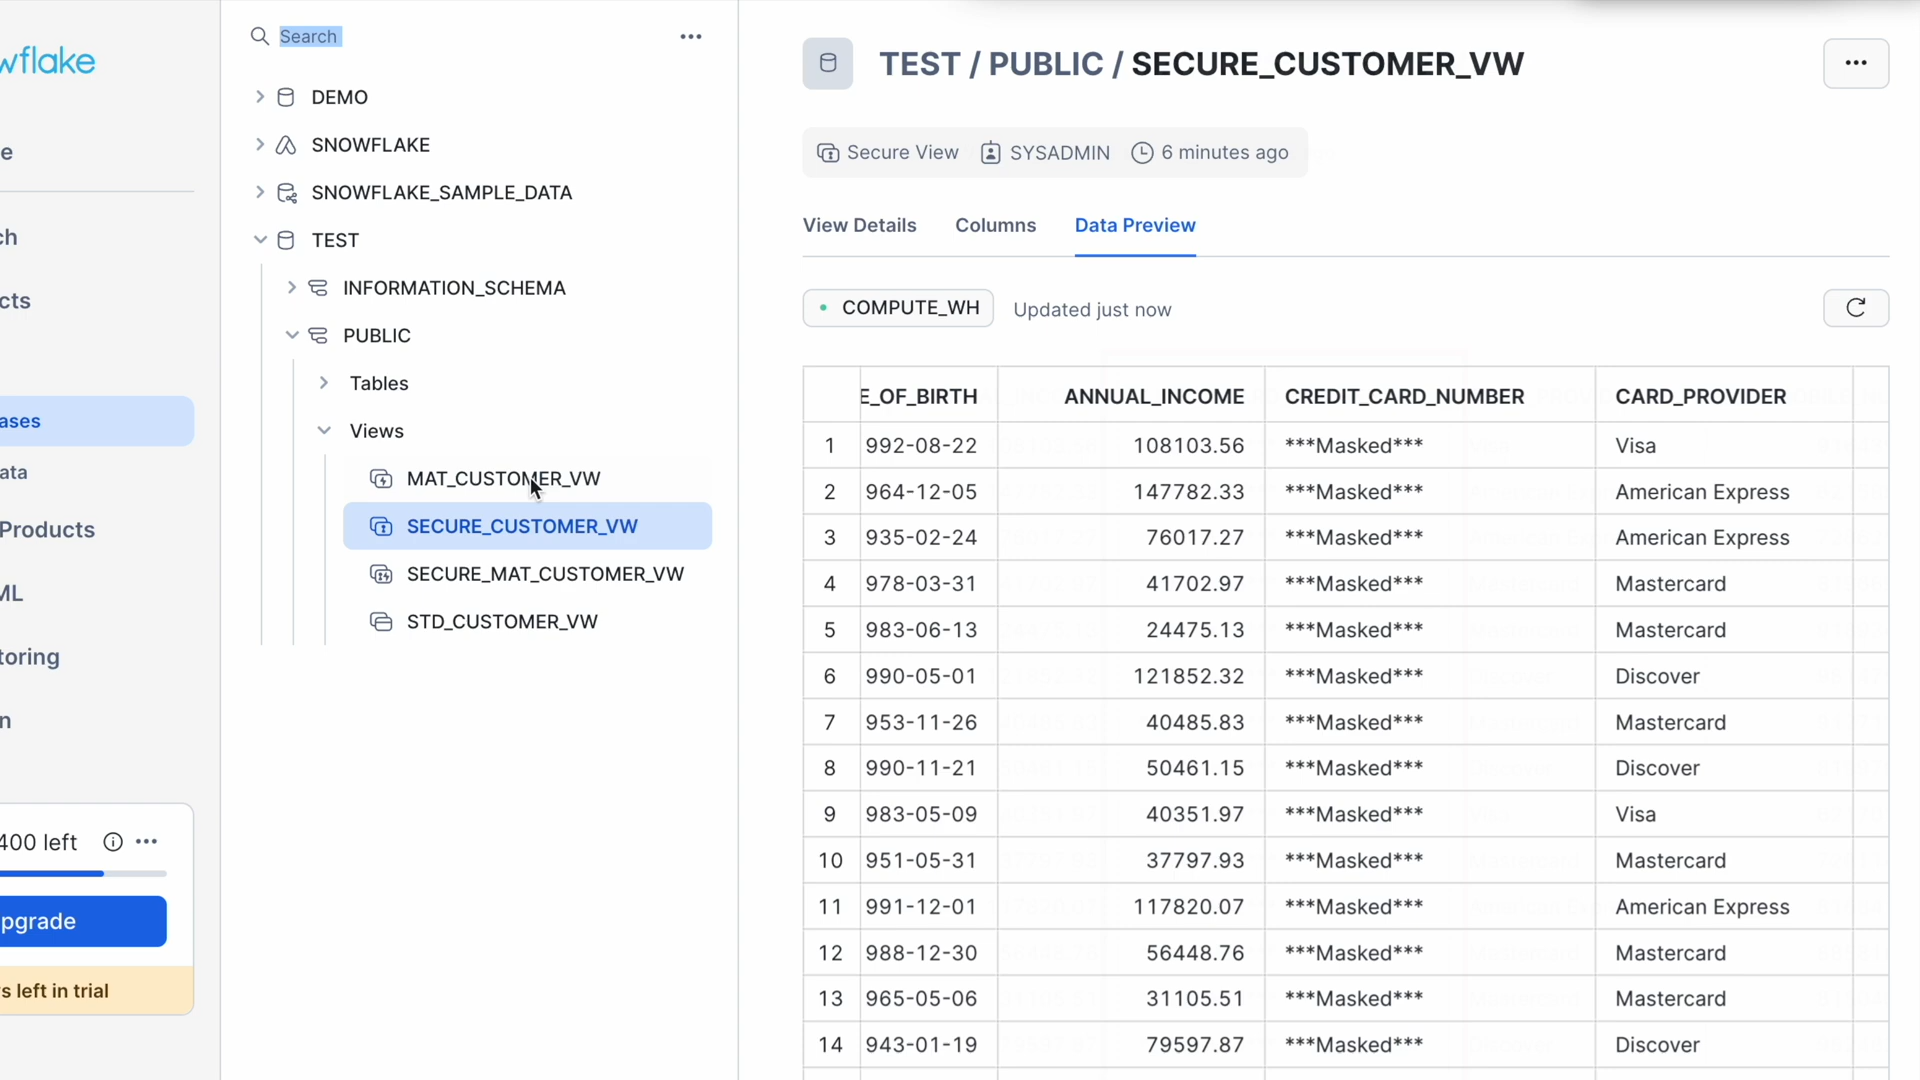 wflake
e
ch
cts
ases
ata
Products
ML
toring
n
400 left
pgrade
s left in trial
Search
DEMO
SNOWFLAKE
SNOWFLAKE_SAMPLE_DATA
TEST
INFORMATION_SCHEMA
PUBLIC
Tables
Views
MAT_CUSTOMER_VW
SECURE_CUSTOMER_VW
SECURE_MAT_CUSTOMER_VW
STD_CUSTOMER_VW
TEST / PUBLIC / SECURE_CUSTOMER_VW
Secure View SYSADMIN 6 minutes ago
View Details Columns Data Preview
COMPUTE_WH Updated just now
E_OF_BIRTH ANNUAL_INCOME CREDIT_CARD_NUMBER CARD_PROVIDER
1 992-08-22 108103.56 ***Masked*** Visa
2 964-12-05 147782.33 ***Masked*** American Express
3 935-02-24 76017.27 ***Masked*** American Express
4 978-03-31 41702.97 ***Masked*** Mastercard
5 983-06-13 24475.13 ***Masked*** Mastercard
6 990-05-01 121852.32 ***Masked*** Discover
7 953-11-26 40485.83 ***Masked*** Mastercard
8 990-11-21 50461.15 ***Masked*** Discover
9 983-05-09 40351.97 ***Masked*** Visa
10 951-05-31 37797.93 ***Masked*** Mastercard
11 991-12-01 117820.07 ***Masked*** American Express
12 988-12-30 56448.76 ***Masked*** Mastercard
13 965-05-06 31105.51 ***Masked*** Mastercard
14 943-01-19 79597.87 ***Masked*** Discover